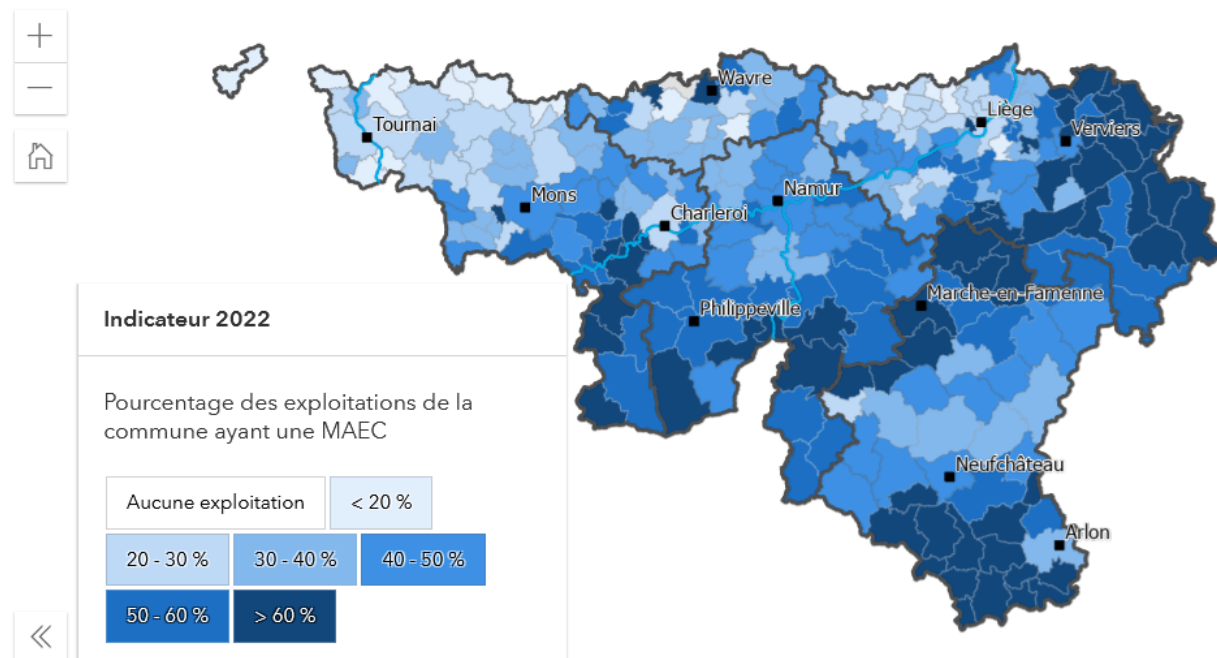 Wavre
Liège
Tournai
Verviers
Mons
Namur
Charleroi
Marche-en-Famenne
Philippeville
Neufchâteau
Arlon
Indicateur 2022
Pourcentage des exploitations de la
commune ayant une MAEC
Aucune exploitation
< 20 %
20 - 30 %
30 - 40 %
40 - 50 %
50 - 60 %
> 60 %